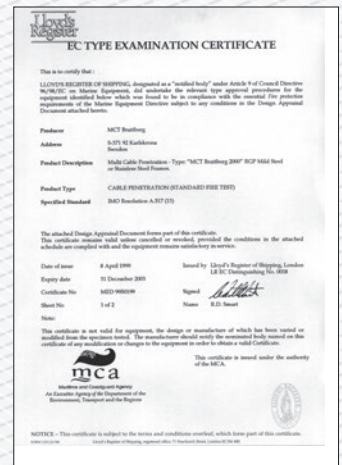 Lloyd's
Register
EC TYPE EXAMINATION CERTIFICATE
This is to certify that :
LLOYD'S REGISTER OF SHIPPING, designated as a "notified body" under Article 9 of Council Directive
96/98/EC on Marine Equipment, did undertake the relevant type approval procedures for the
equipment identified below which was found to be in compliance with the essential Fire protection
requirements of the Marine Equipment Directive subject to any conditions in the Design Appraisal
Document attached hereto.
Producer MCT Brattberg
Address S-371 92 Karlskrona
Sweden
Product Description Multi Cable Penetration - Type: "MCT Brattberg 2000" RGP Mild Steel
or Stainless Steel Frames.
Product Type CABLE PENETRATION (STANDARD FIRE TEST)
Specified Standard IMO Resolution A.517 (13)
The attached Design Appraisal Document forms part of this certificate.
This certificate remains valid unless cancelled or revoked, provided the conditions in the attached
schedule are complied with and the equipment remains satisfactory in service.
Date of issue 8 April 1999 Issued by Lloyd's Register of Shipping, London
LR EC Distinguishing No. 0038
Expiry date 31 December 2003
Certificate No MED 9950199 Signed
Sheet No 1 of 2 Name R.D. Smart
Note:
This certificate is not valid for equipment, the design or manufacture of which has been varied or
modified from the specimen tested. The manufacturer should notify the nominated body named on this
certificate of any modification or changes to the equipment in order to obtain a valid Certificate.
This certificate is issued under the authority
of the MCA.
mca
Maritime and Coastguard Agency
An Executive Agency of the Department of the
Environment, Transport and the Regions
NOTICE - This certificate is subject to the terms and conditions overleaf, which form part of this certificate.